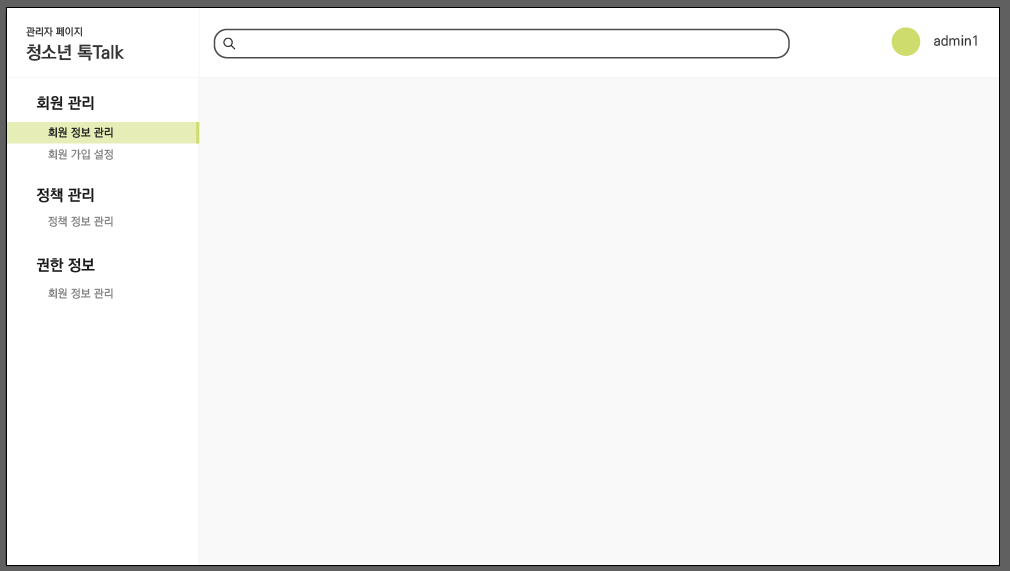 관리자 페이지
청소년 톡Talk
admin1
회원 관리
회원 정보 관리
회원 가입 설정
정책 관리
정책 정보 관리
권한 정보
회원 정보 관리